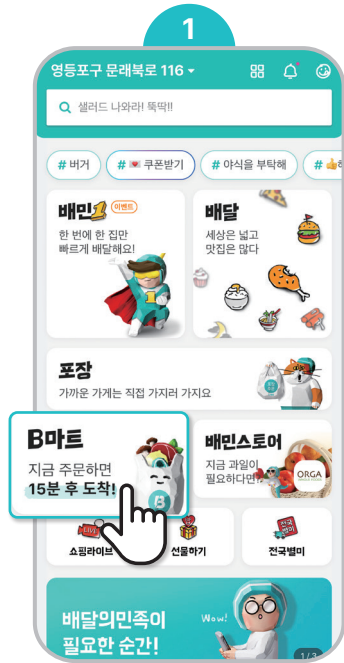 1
영등포구 문래북로 116
샐러드 나와라! 뚝딱!!
# 버거
# 쿠폰받기
# 야식을 부탁해
#
배민1 이벤트
한 번에 한 집만
빠르게 배달해요!
배달
세상은 넓고
맛집은 많다
포장
가까운 가게는 직접 가지러 가지요
B마트
지금 주문하면
15분 후 도착!
배민스토어
지금 과일이
필요하다면?
ORGA
LIVE
쇼핑라이브
선물하기
전국
별미
전국별미
배달의민족이
필요한 순간!
Wow!
1/3